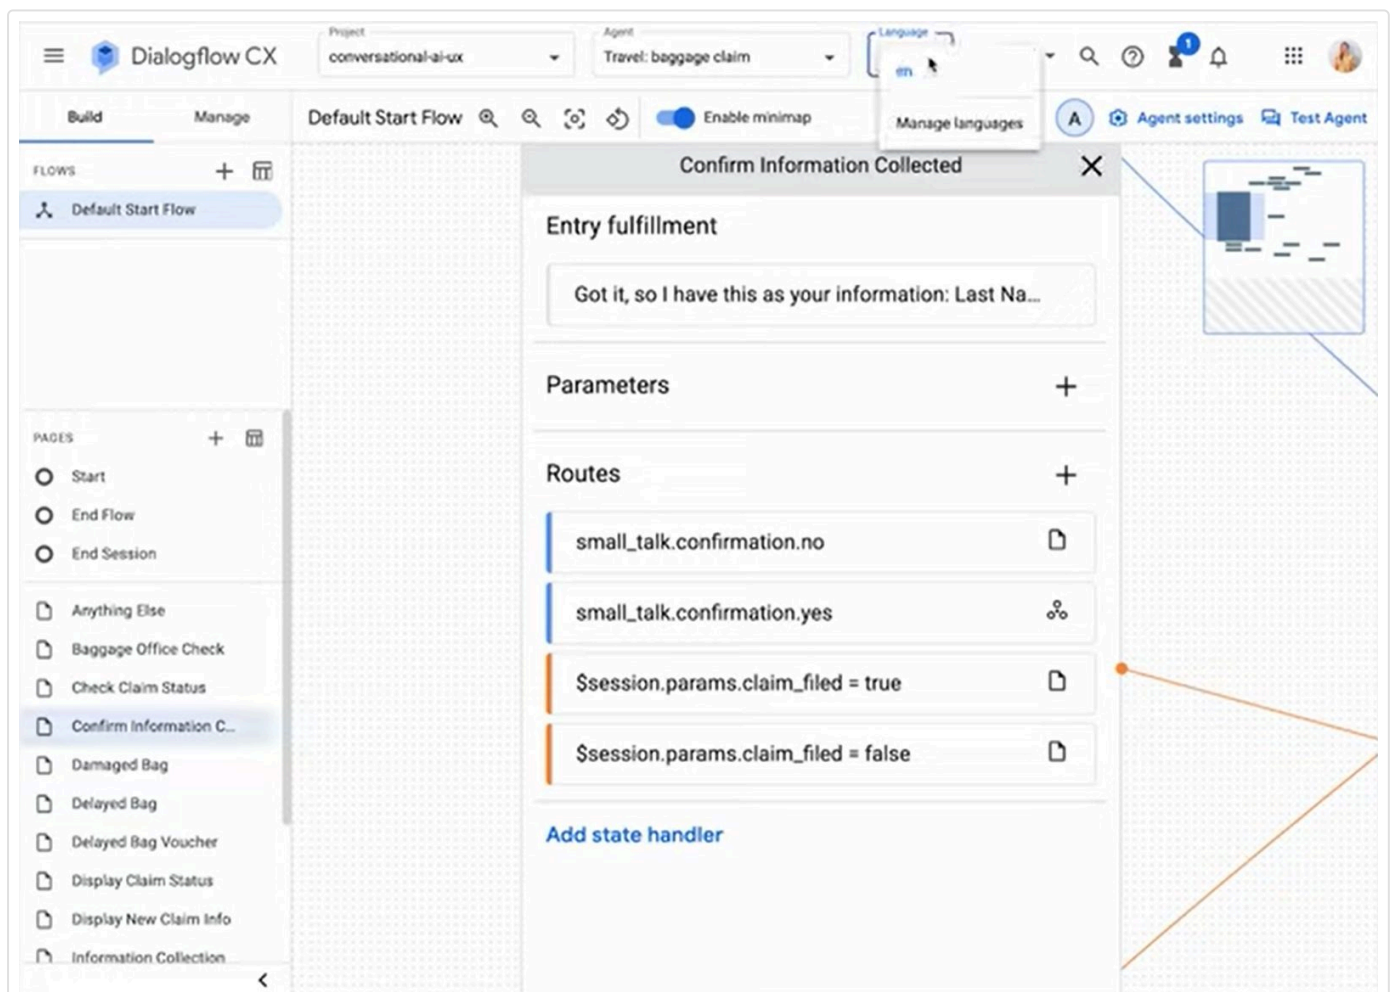 Project
Agent
Language
Dialogflow CX
conversational-ai-ux
Travel: baggage claim
en
1
Manage languages
Build
Manage
Default Start Flow
Enable minimap
A
Agent settings
Test Agent
FLOWS
Default Start Flow
PAGES
Start
End Flow
End Session
Anything Else
Baggage Office Check
Check Claim Status
Confirm Information C...
Damaged Bag
Delayed Bag
Delayed Bag Voucher
Display Claim Status
Display New Claim Info
Information Collection
Confirm Information Collected
Entry fulfillment
Got it, so I have this as your information: Last Na...
Parameters
Routes
small_talk.confirmation.no
small_talk.confirmation.yes
$session.params.claim_filed = true
$session.params.claim_filed = false
Add state handler